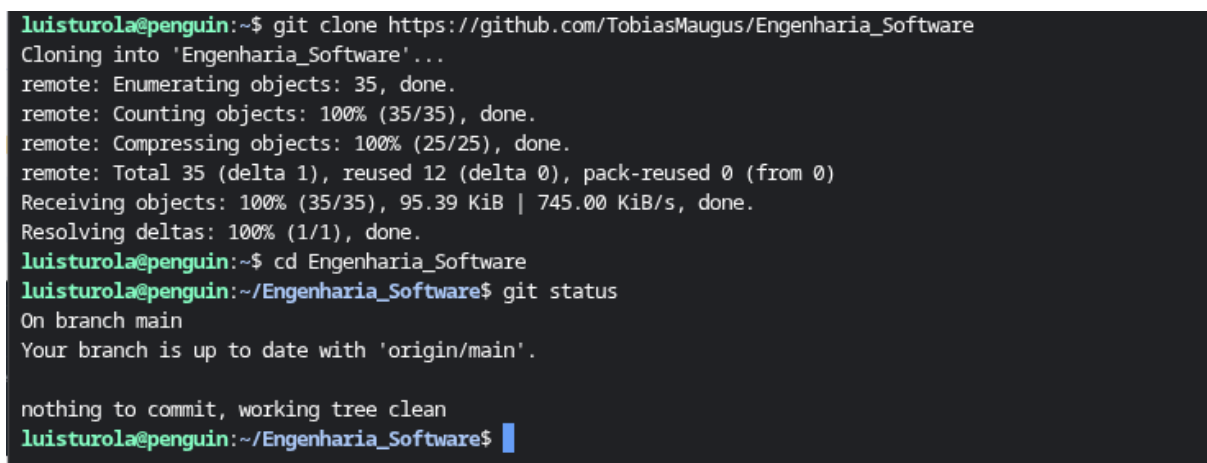 luisturola@penguin:~$ git clone https://github.com/TobiasMaugus/Engenharia_Software
Cloning into 'Engenharia_Software'...
remote: Enumerating objects: 35, done.
remote: Counting objects: 100% (35/35), done.
remote: Compressing objects: 100% (25/25), done.
remote: Total 35 (delta 1), reused 12 (delta 0), pack-reused 0 (from 0)
Receiving objects: 100% (35/35), 95.39 KiB | 745.00 KiB/s, done.
Resolving deltas: 100% (1/1), done.
luisturola@penguin:~$ cd Engenharia_Software
luisturola@penguin:~/Engenharia_Software$ git status
On branch main
Your branch is up to date with 'origin/main'.

nothing to commit, working tree clean
luisturola@penguin:~/Engenharia_Software$